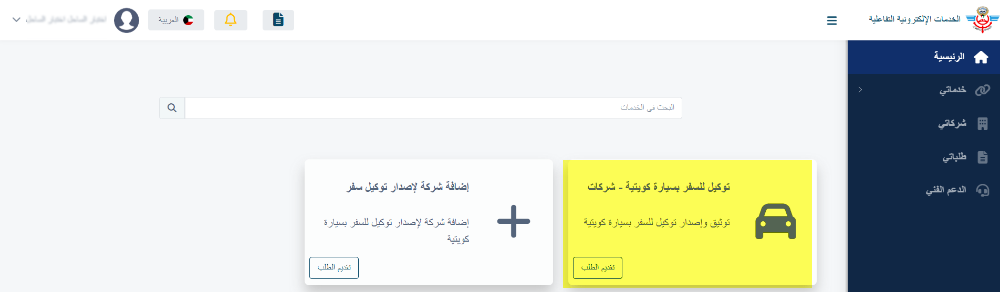 الخدمات الإلكترونية التفاعلية
العربية
الرئيسية
خدماتي
شركاتي
طلباتي
الدعم الفني
البحث في الخدمات
توكيل للسفر بسيارة كويتية - شركات
توثيق وإصدار توكيل للسفر بسيارة كويتية
تقديم الطلب
إضافة شركة لإصدار توكيل سفر
إضافة شركة لإصدار توكيل للسفر بسيارة
كويتية
تقديم الطلب